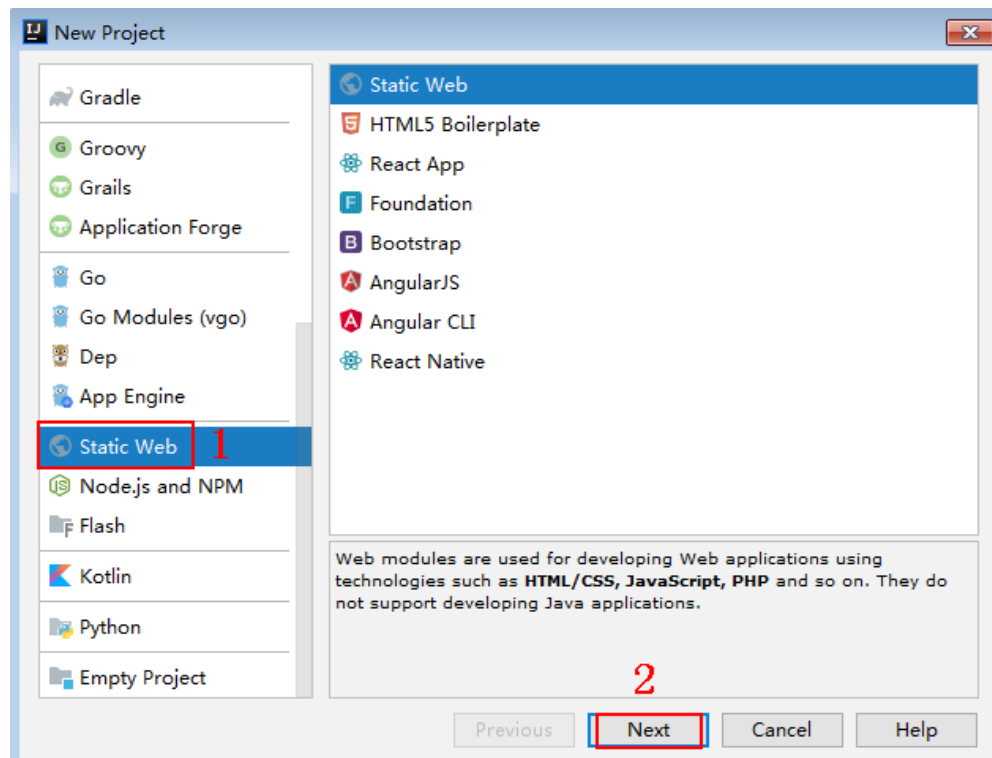 New Project
Gradle
Groovy
Grails
Application Forge
Go
Go Modules (vgo)
Dep
App Engine
Static Web 1
Node.js and NPM
Flash
Kotlin
Python
Empty Project
Static Web
HTML5 Boilerplate
React App
Foundation
Bootstrap
AngularJS
Angular CLI
React Native
Web modules are used for developing Web applications using
technologies such as HTML/CSS, JavaScript, PHP and so on. They do
not support developing Java applications.
2
Previous Next Cancel Help